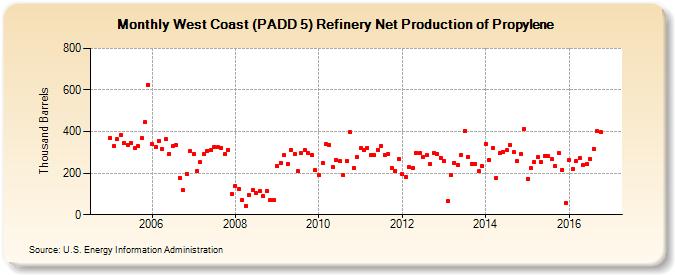 Monthly West Coast (PADD 5) Refinery Net Production of Propylene
Thousand Barrels
800
600
400
200
0
2006 2008 2010 2012 2014 2016
Source: U.S. Energy Information Administration